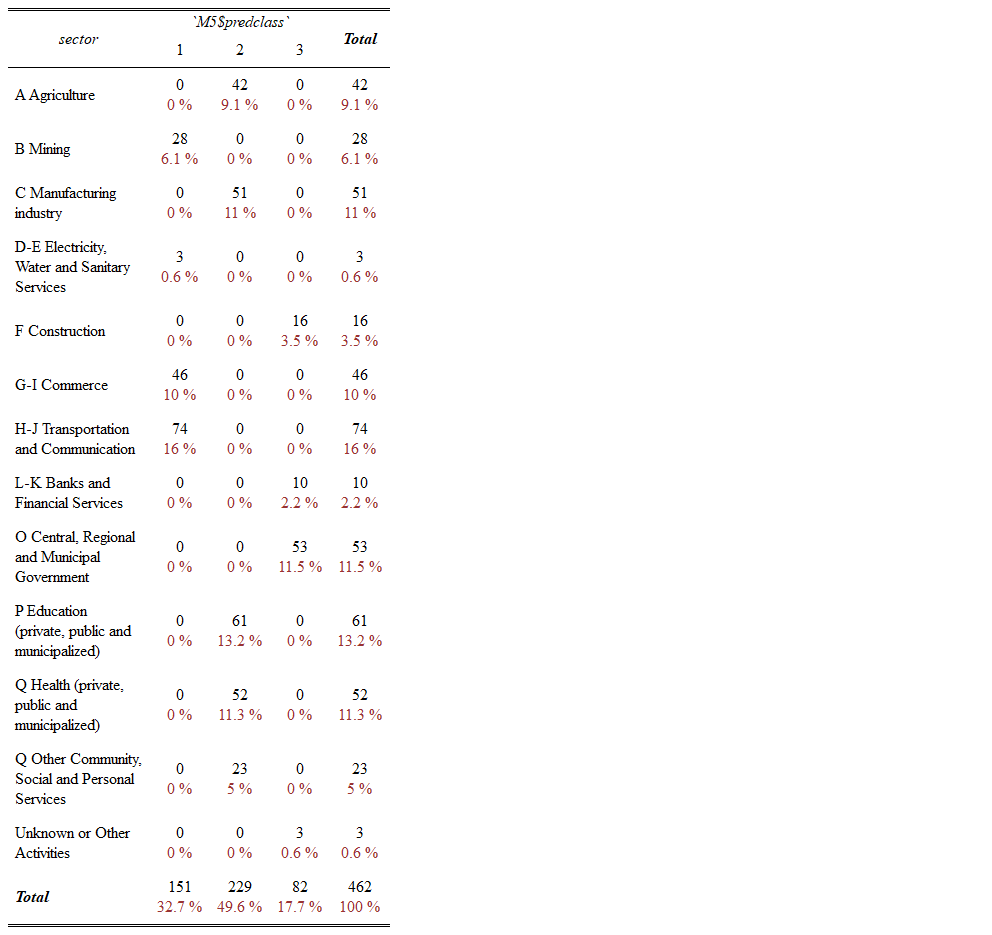 `M5$predclass`
sector Total
1 2 3
0 42 0 42
A Agriculture
0 % 9.1 % 0 % 9.1 %
28 0 0 28
B Mining
6.1 % 0 % 0 % 6.1 %
C Manufacturing 0 51 0 51
industry 0 % 11 % 0 % 11 %
D-E Electricity,
3 0 0 3
Water and Sanitary
0.6 % 0 % 0 % 0.6 %
Services
0 0 16 16
F Construction
0 % 0 % 3.5 % 3.5 %
46 0 0 46
G-I Commerce
10 % 0 % 0 % 10 %
H-J Transportation 74 0 0 74
and Communication 16 % 0 % 0 % 16 %
L-K Banks and 0 0 10 10
Financial Services 0 % 0 % 2.2 % 2.2 %
O Central, Regional
0 0 53 53
and Municipal
0 % 0 % 11.5 % 11.5 %
Government
P Education
0 61 0 61
(private, public and
0 % 13.2 % 0 % 13.2 %
municipalized)
Q Health (private,
0 52 0 52
public and
0 % 11.3 % 0 % 11.3 %
municipalized)
Q Other Community,
0 23 0 23
Social and Personal
0 % 5 % 0 % 5 %
Services
Unknown or Other 0 0 3 3
Activities 0 % 0 % 0.6 % 0.6 %
151 229 82 462
Total
32.7 % 49.6 % 17.7 % 100 %